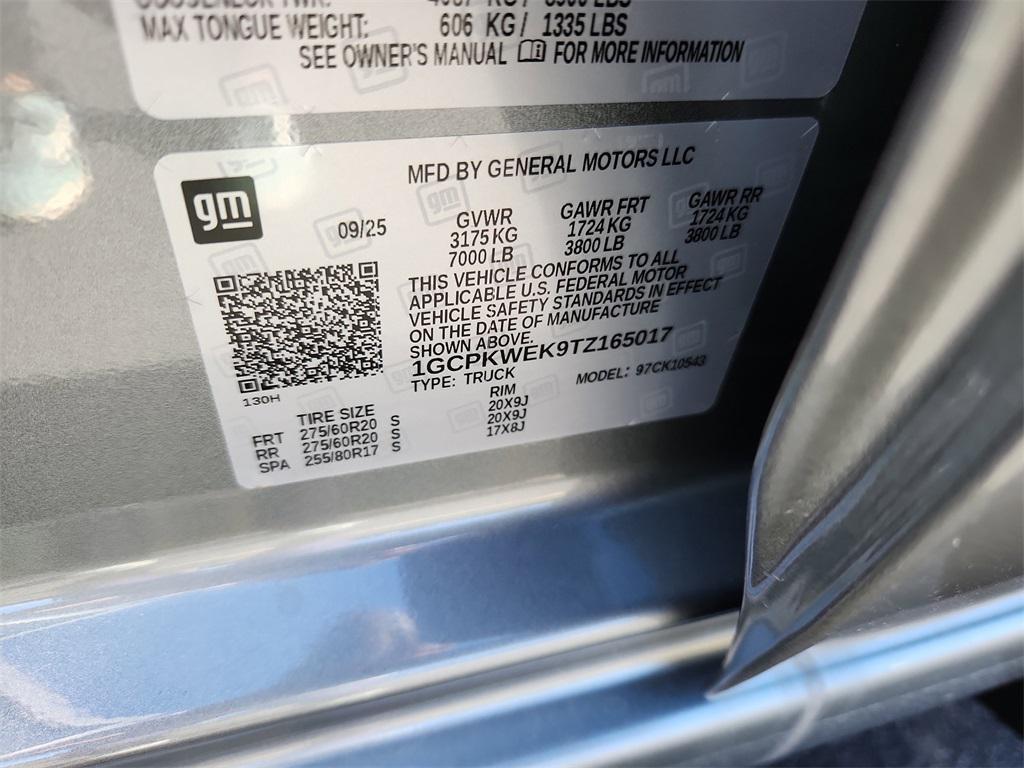 MAX TONGUE WEIGHT: 606 KG/ 1335 LBS
SEE OWNER'S MANUAL FOR MORE INFORMATION
MFD BY GENERAL MOTORS LLC
gm
09/25
GVWR GAWR FRT GAWR RR
3175 KG 1724 KG 1724 KG
7000 LB 3800 LB 3800 LB
THIS VEHICLE CONFORMS TO ALL
APPLICABLE U.S. FEDERAL MOTOR
VEHICLE SAFETY STANDARDS IN EFFECT
ON THE DATE OF MANUFACTURE
SHOWN ABOVE.
1GCPKWEK9TZ165017
TYPE: TRUCK MODEL: 97CK10543
130H
TIRE SIZE RIM
FRT 275/60R20 S 20X9J
RR 275/60R20 S 20X9J
SPA 255/80R17 S 17X8J